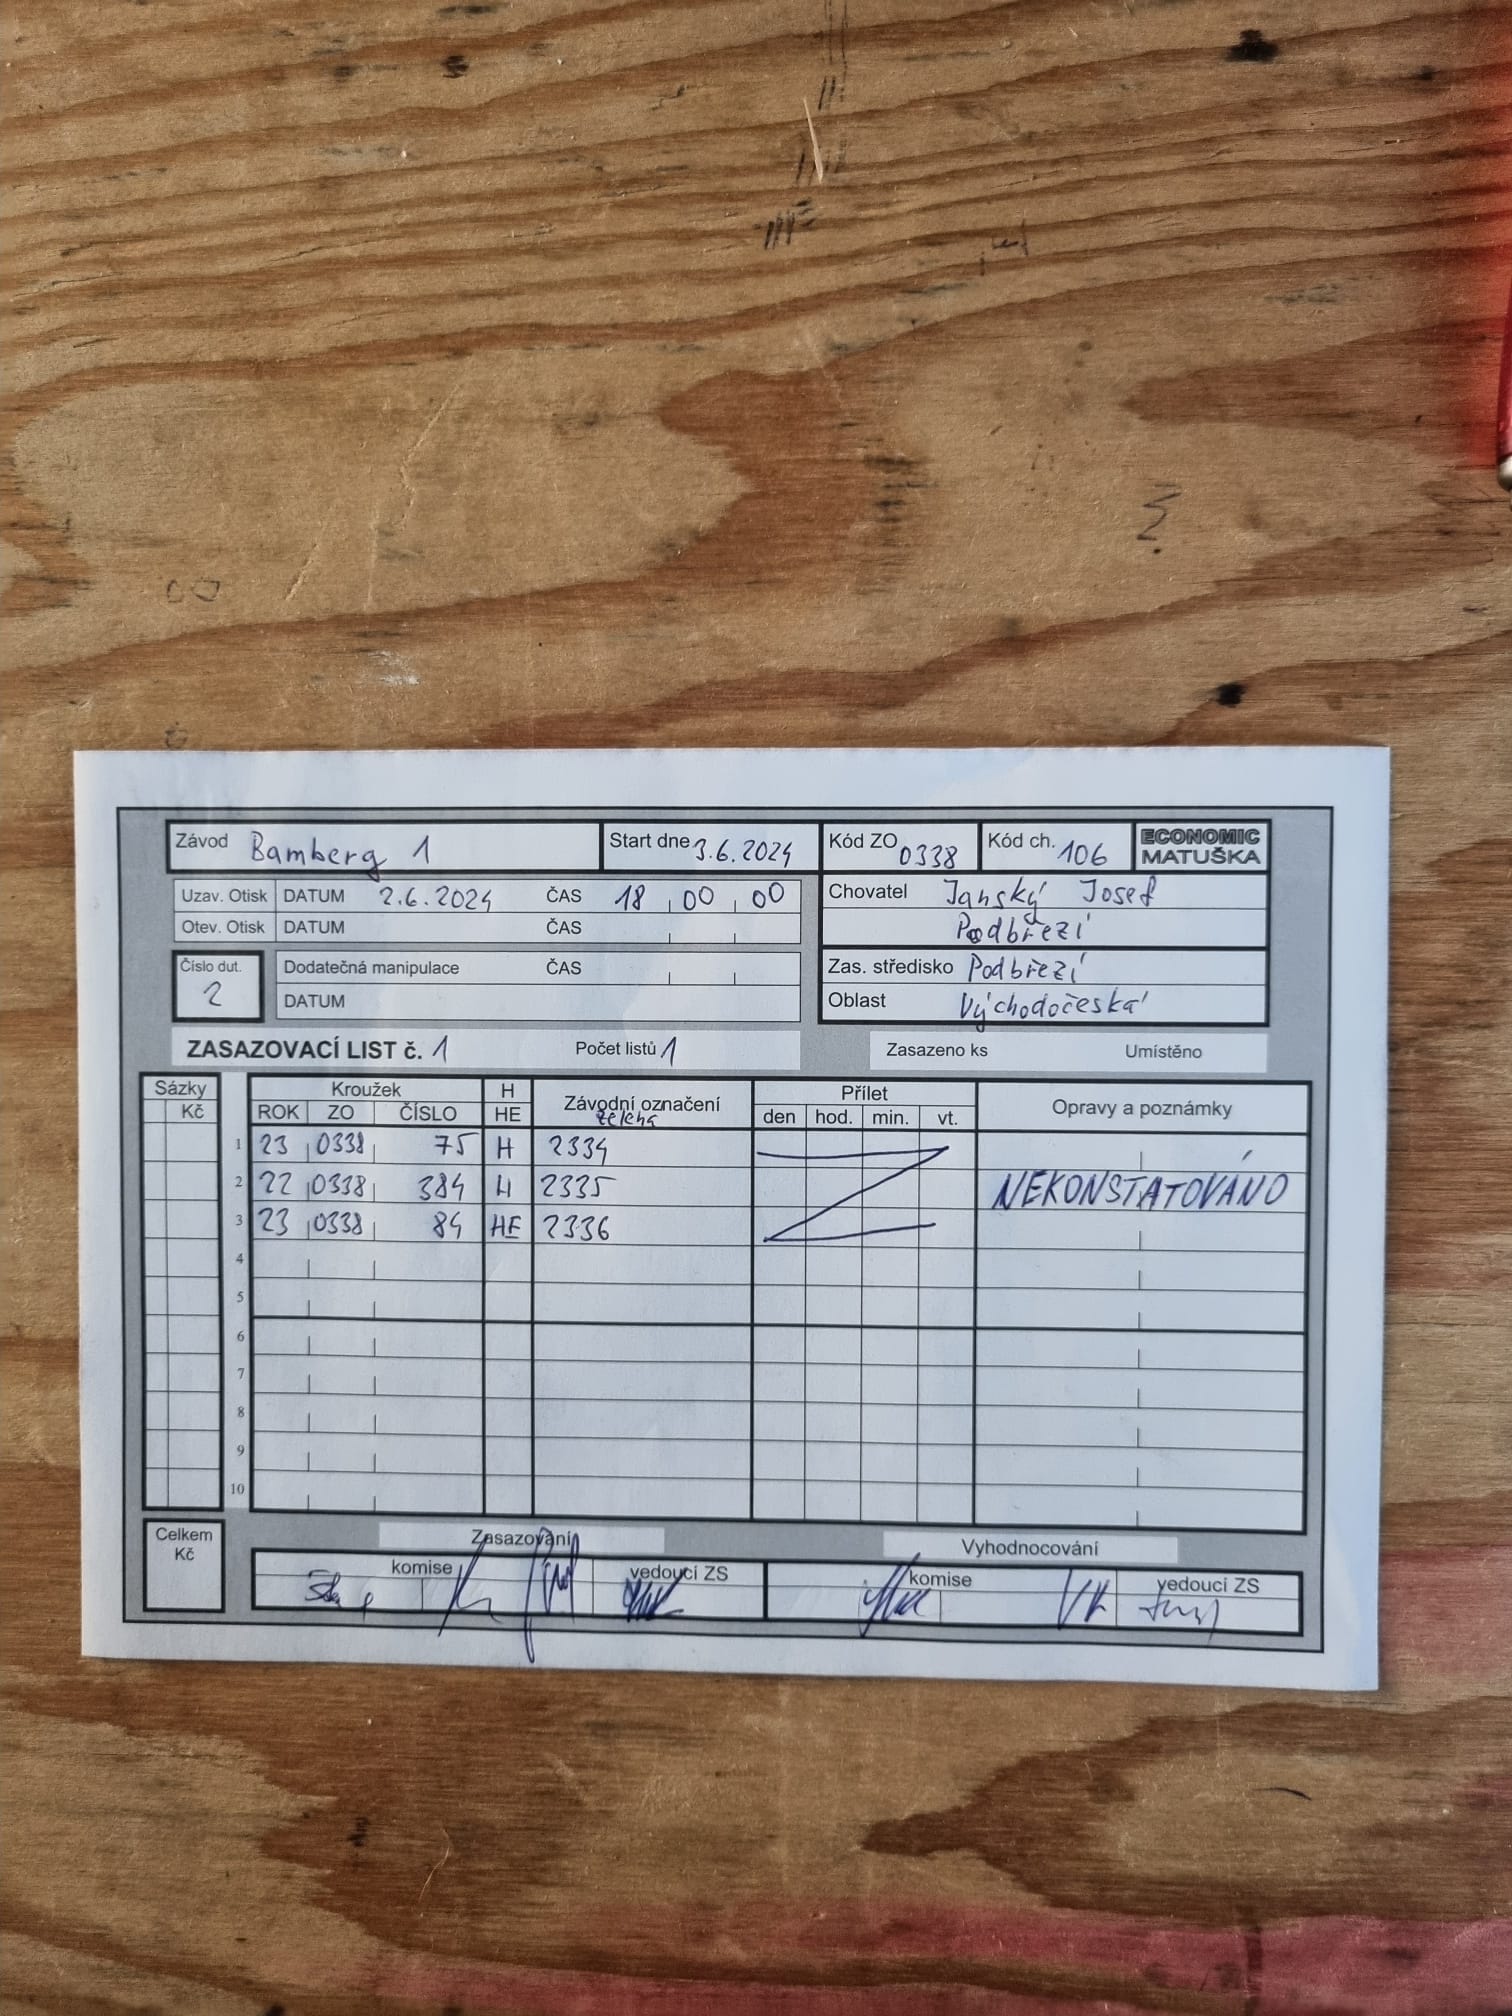 Závod Bamberg 1 Start dne 3.6.2024 Kód ZO 0338 Kód ch. 106 ECONOMIC MATUŠKA
Uzav. Otisk DATUM 2.6.2024 ČAS 18 00 00
Otev. Otisk DATUM ČAS
Chovatel Janský Josef
Podbřezí
Číslo dut. 2
Dodatečná manipulace ČAS
DATUM
Zas. středisko Podbřezí
Oblast Východočeská
ZASAZOVACÍ LIST č. 1 Počet listů 1 Zasazeno ks Umístěno
Sázky Kroužek H Závodní označení Přílet Opravy a poznámky
Kč ROK ZO ČÍSLO HE zelená den hod. min. vt.
1 23 0338 75 H 2334
2 22 0338 384 H 2335 NEKONSTATOVÁNO
3 23 0338 84 HE 2336
4
5
6
7
8
9
10
Celkem Kč
Zasazování Vyhodnocování
komise vedoucí ZS komise vedoucí ZS